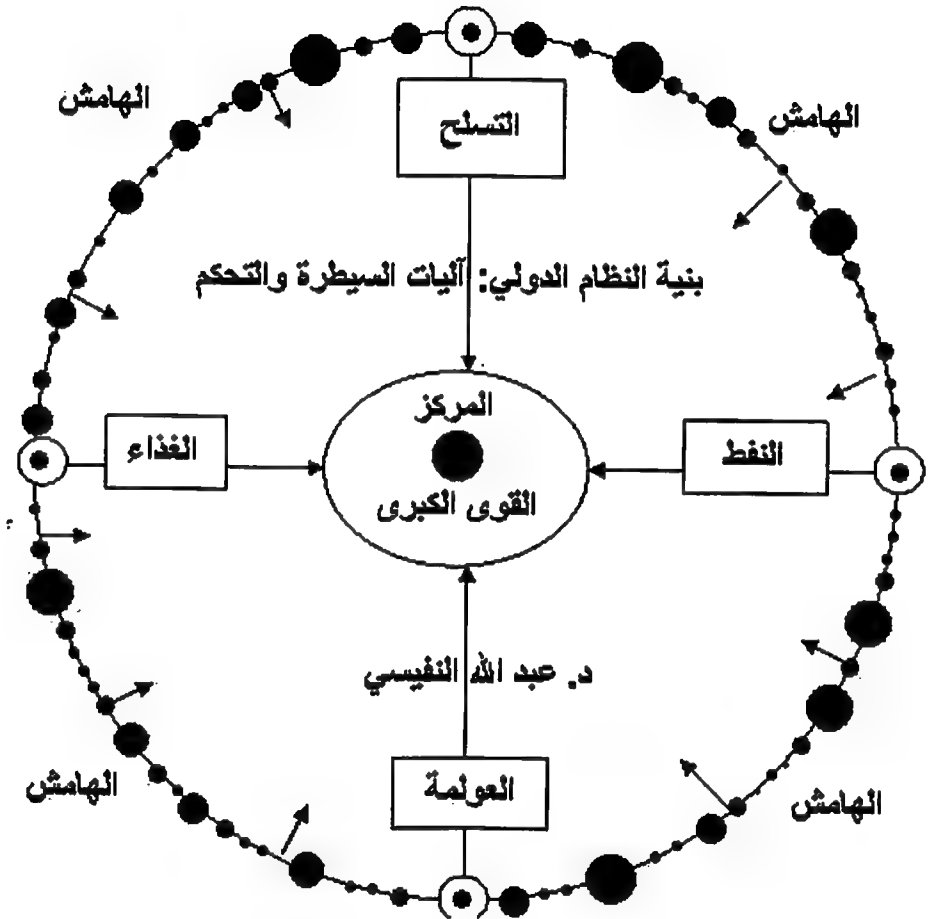 الهامش
الهامش
التسلح
بنية النظام الدولي: آليات السيطرة والتحكم
المركز
النفط
الغذاء
القوى الكبرى
د. عبد الله النفيسي
العولمة
الهامش
الهامش